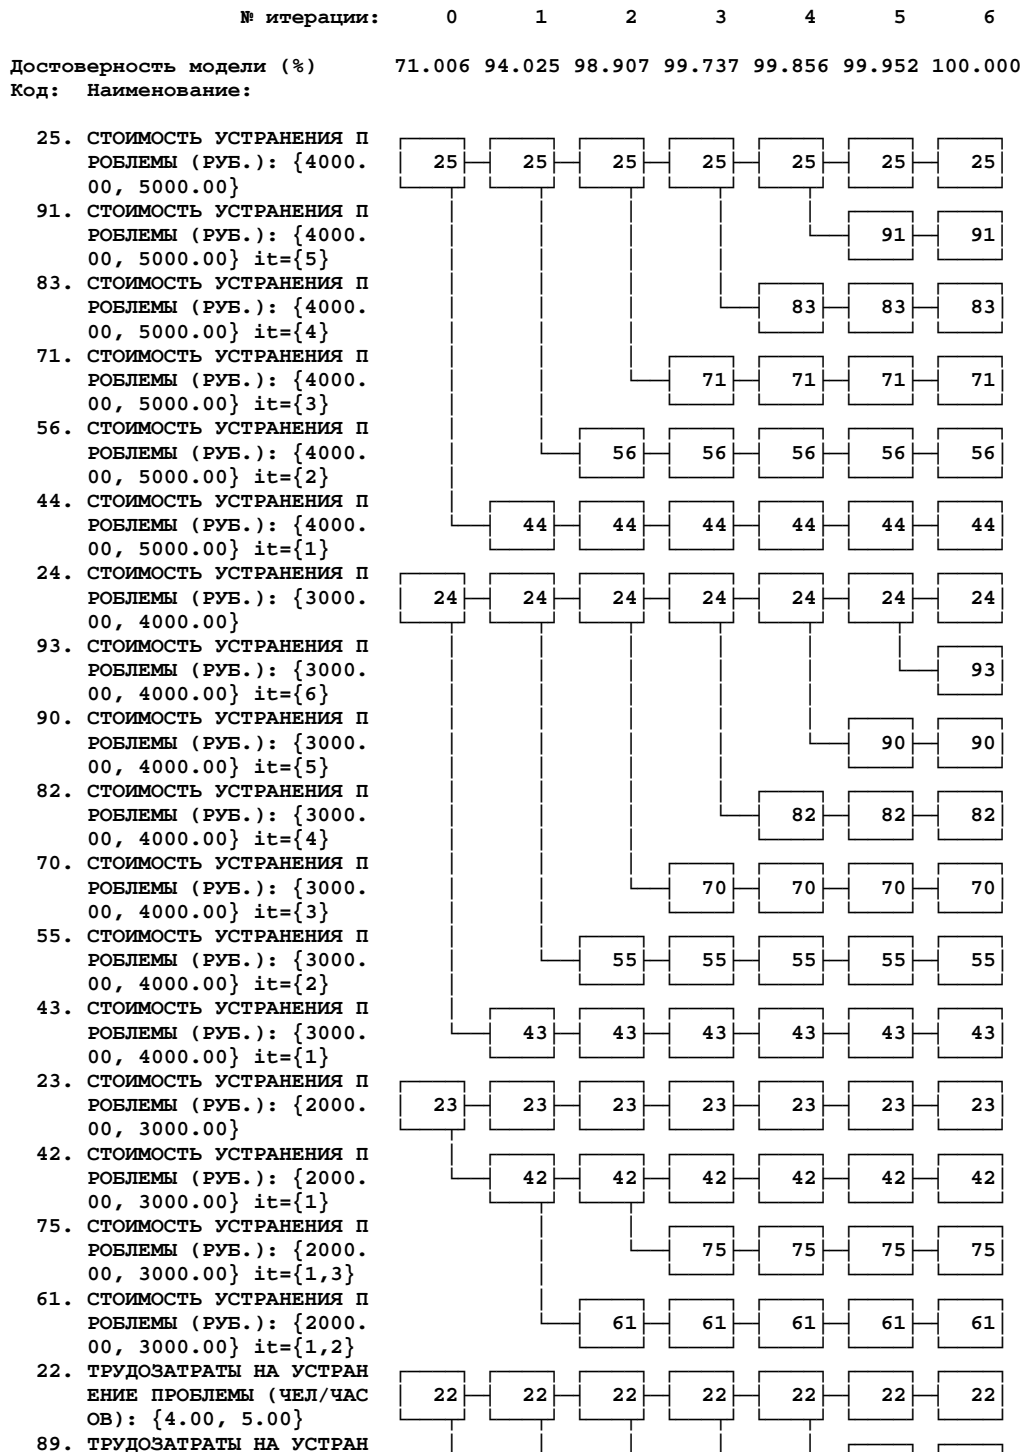 № итерации: 0 1 2 3 4 5 6
Достоверность модели (%) 71.006 94.025 98.907 99.737 99.856 99.952 100.000
Код: Наименование:
25. СТОИМОСТЬ УСТРАНЕНИЯ П
РОБЛЕМЫ (РУБ.): {4000. 25 25 25 25 25 25 25
00, 5000.00}
91. СТОИМОСТЬ УСТРАНЕНИЯ П
РОБЛЕМЫ (РУБ.): {4000. 91 91
00, 5000.00} it={5}
83. СТОИМОСТЬ УСТРАНЕНИЯ П
РОБЛЕМЫ (РУБ.): {4000. 83 83 83
00, 5000.00} it={4}
71. СТОИМОСТЬ УСТРАНЕНИЯ П
РОБЛЕМЫ (РУБ.): {4000. 71 71 71 71
00, 5000.00} it={3}
56. СТОИМОСТЬ УСТРАНЕНИЯ П
РОБЛЕМЫ (РУБ.): {4000. 56 56 56 56 56
00, 5000.00} it={2}
44. СТОИМОСТЬ УСТРАНЕНИЯ П
РОБЛЕМЫ (РУБ.): {4000. 44 44 44 44 44 44
00, 5000.00} it={1}
24. СТОИМОСТЬ УСТРАНЕНИЯ П
РОБЛЕМЫ (РУБ.): {3000. 24 24 24 24 24 24 24
00, 4000.00}
93. СТОИМОСТЬ УСТРАНЕНИЯ П
РОБЛЕМЫ (РУБ.): {3000. 93
00, 4000.00} it={6}
90. СТОИМОСТЬ УСТРАНЕНИЯ П
РОБЛЕМЫ (РУБ.): {3000. 90 90
00, 4000.00} it={5}
82. СТОИМОСТЬ УСТРАНЕНИЯ П
РОБЛЕМЫ (РУБ.): {3000. 82 82 82
00, 4000.00} it={4}
70. СТОИМОСТЬ УСТРАНЕНИЯ П
РОБЛЕМЫ (РУБ.): {3000. 70 70 70 70
00, 4000.00} it={3}
55. СТОИМОСТЬ УСТРАНЕНИЯ П
РОБЛЕМЫ (РУБ.): {3000. 55 55 55 55 55
00, 4000.00} it={2}
43. СТОИМОСТЬ УСТРАНЕНИЯ П
РОБЛЕМЫ (РУБ.): {3000. 43 43 43 43 43 43
00, 4000.00} it={1}
23. СТОИМОСТЬ УСТРАНЕНИЯ П
РОБЛЕМЫ (РУБ.): {2000. 23 23 23 23 23 23 23
00, 3000.00}
42. СТОИМОСТЬ УСТРАНЕНИЯ П
РОБЛЕМЫ (РУБ.): {2000. 42 42 42 42 42 42
00, 3000.00} it={1}
75. СТОИМОСТЬ УСТРАНЕНИЯ П
РОБЛЕМЫ (РУБ.): {2000. 75 75 75 75
00, 3000.00} it={1,3}
61. СТОИМОСТЬ УСТРАНЕНИЯ П
РОБЛЕМЫ (РУБ.): {2000. 61 61 61 61 61
00, 3000.00} it={1,2}
22. ТРУДОЗАТРАТЫ НА УСТРАН
ЕНИЕ ПРОБЛЕМЫ (ЧЕЛ/ЧАС 22 22 22 22 22 22 22
ОВ): {4.00, 5.00}
89. ТРУДОЗАТРАТЫ НА УСТРАН